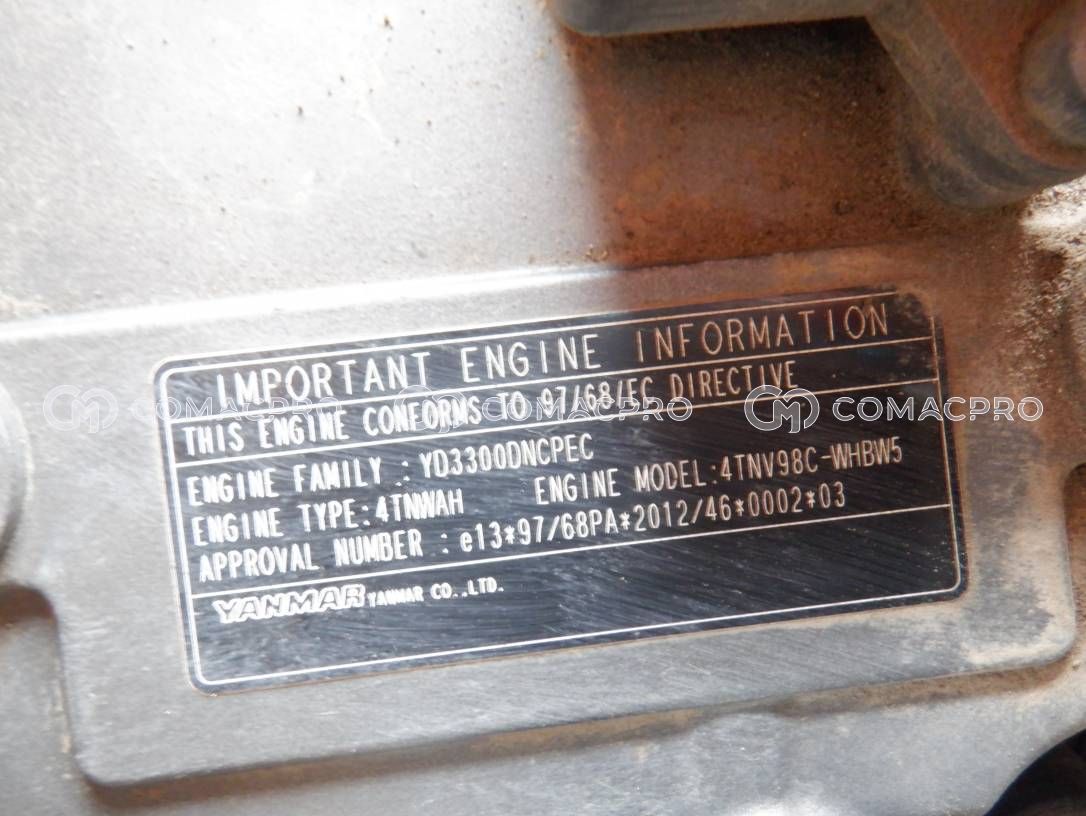 IMPORTANT ENGINE INFORMATION
THIS ENGINE CONFORMS TO 97/68/EC DIRECTIVE
ENGINE FAMILY : YD3300DNCPEC
ENGINE TYPE:4TNWAH ENGINE MODEL:4TNV98C-WHBW5
APPROVAL NUMBER : e13*97/68PA*2012/46*0002*03
YANMAR YANMAR CO.,LTD.
COMACPRO COMACPRO COMACPRO